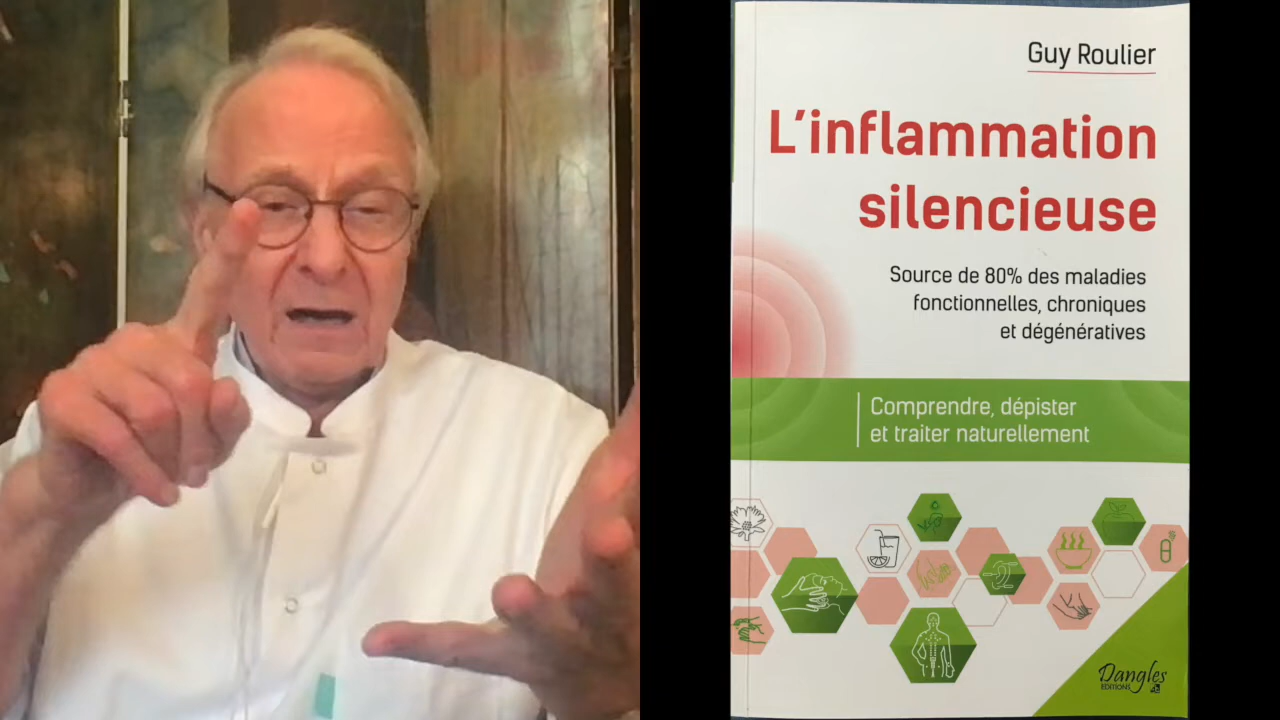 Guy Roulier
L'inflammation
silencieuse
Source de 80% des maladies
fonctionnelles, chroniques
et dégénératives
Comprendre, dépister
et traiter naturellement
Dangles
ÉDITIONS